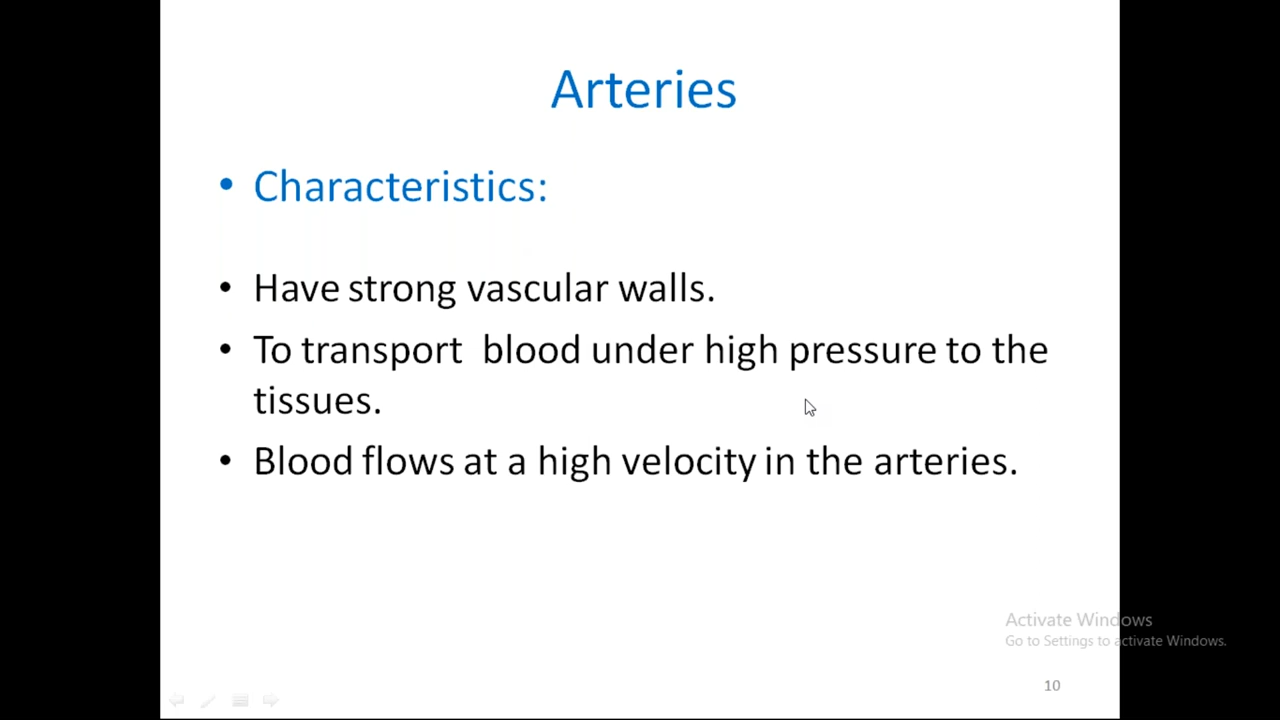 Arteries
• Characteristics:
• Have strong vascular walls.
• To transport  blood under high pressure to the
tissues.
• Blood flows at a high velocity in the arteries.
Activate Windows
Go to Settings to activate Windows.
10